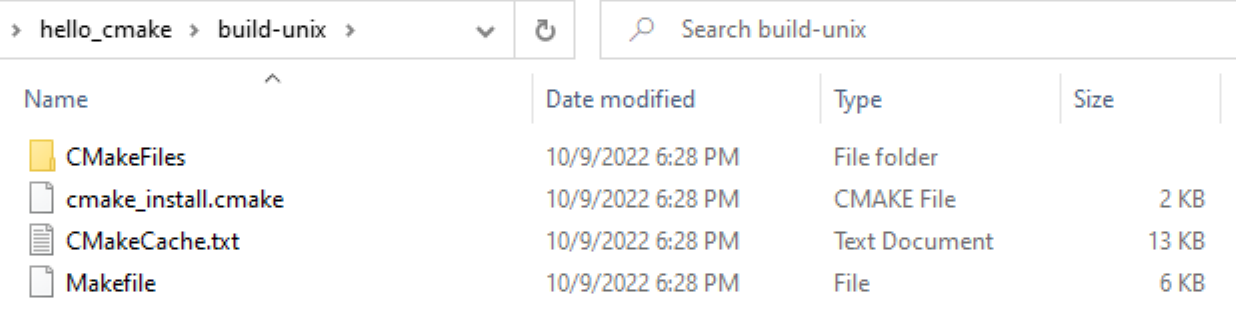 hello_cmake build-unix Search build-unix
Name Date modified Type Size
CMakeFiles 10/9/2022 6:28 PM File folder
cmake_install.cmake 10/9/2022 6:28 PM CMAKE File 2 KB
CMakeCache.txt 10/9/2022 6:28 PM Text Document 13 KB
Makefile 10/9/2022 6:28 PM File 6 KB